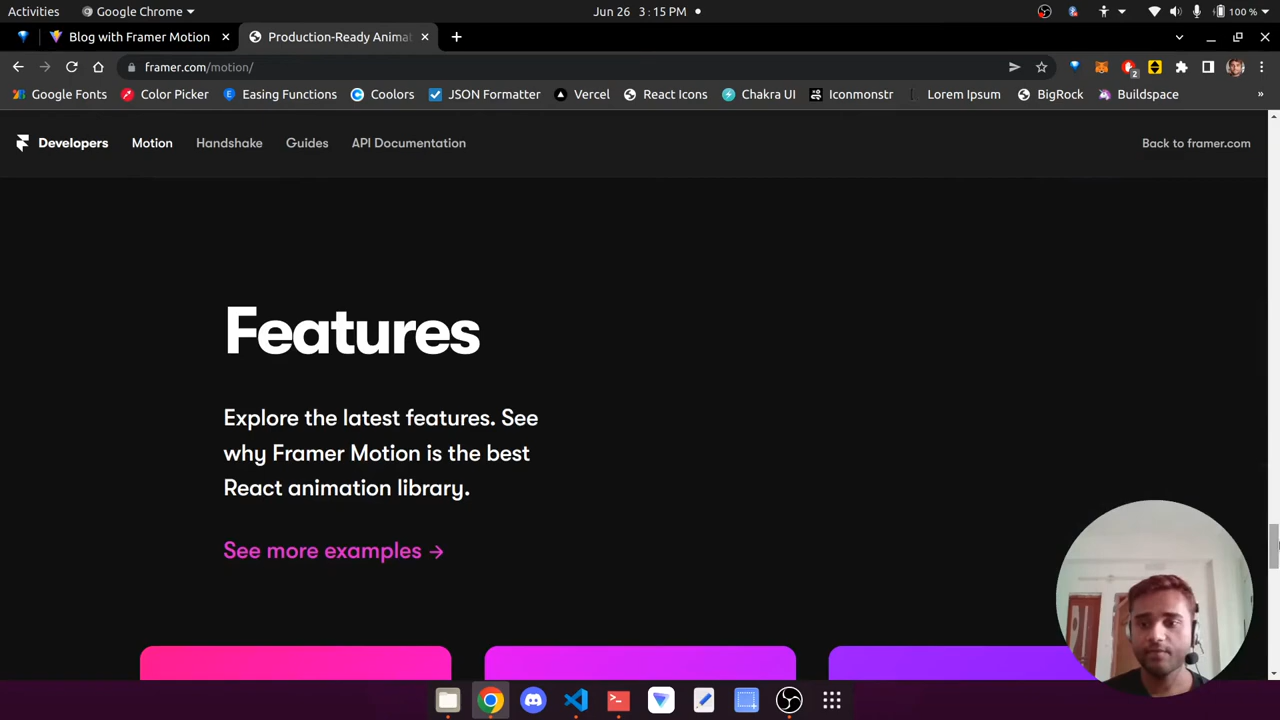 Activities
Google Chrome
Jun 26 3:15 PM
100 %
Blog with Framer Motion
Production-Ready Anima
framer.com/motion/
2
Google Fonts
Color Picker
Easing Functions
Coolors
JSON Formatter
Vercel
React Icons
Chakra UI
Iconmonstr
Lorem Ipsum
BigRock
Buildspace
»
Developers
Motion
Handshake
Guides
API Documentation
Back to framer.com
Features
Explore the latest features. See
why Framer Motion is the best
React animation library.
See more examples →